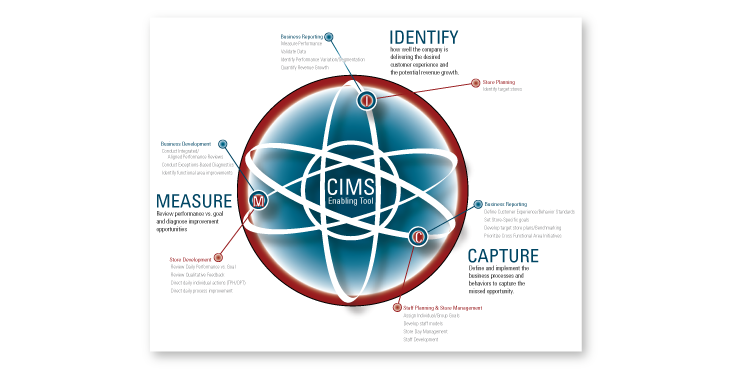 Business Reporting
Measure Performance
Validate Data
Identify Performance Variance/Segmentation
Quantify Revenue Growth
IDENTIFY
how well the company is
delivering the desired
customer experience and
the potential revenue growth.
Store Planning
Identify target stores
I
Business Development
Conduct Integrated/
Aligned Performance Reviews
Conduct Exceptions-Based Diagnostics
Identify functional area improvements
CIMS
Enabling Tool
M
MEASURE
Review performance vs. goal
and diagnose improvement
opportunities
Business Reporting
Define Customer Experience/Behavior Standards
Set Store-Specific goals
Develop target store plans/Benchmarking
Prioritize Cross Functional Area Initiatives
C
CAPTURE
Define and implement the
business processes and
behaviors to capture the
missed opportunity.
Store Development
Review Daily Performance vs. Goal
Review Qualitative Feedback
Direct daily individual actions
Direct daily process improvement
Staff Planning & Store Management
Assign Individual/Group Goals
Develop staff models
Store Day Management
Staff Development